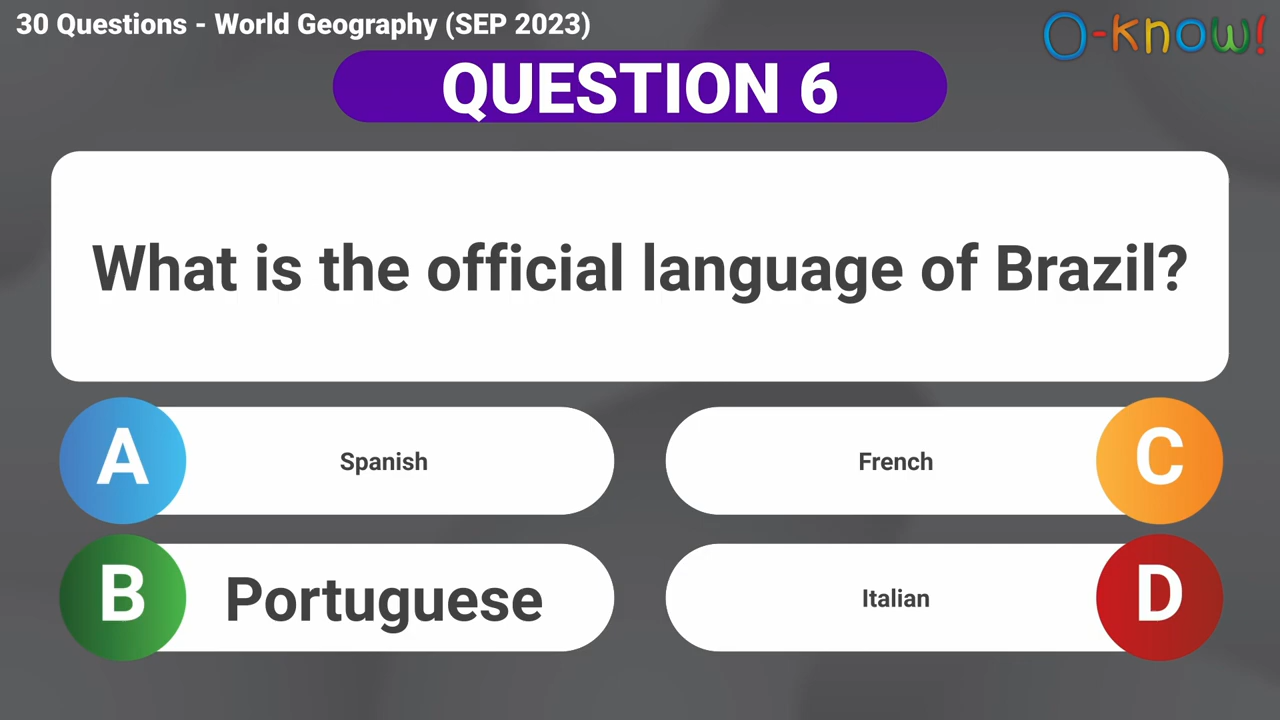 30 Questions - World Geography (SEP 2023)
O-know!
QUESTION 6
What is the official language of Brazil?
A
Spanish
French
C
B
Portuguese
Italian
D